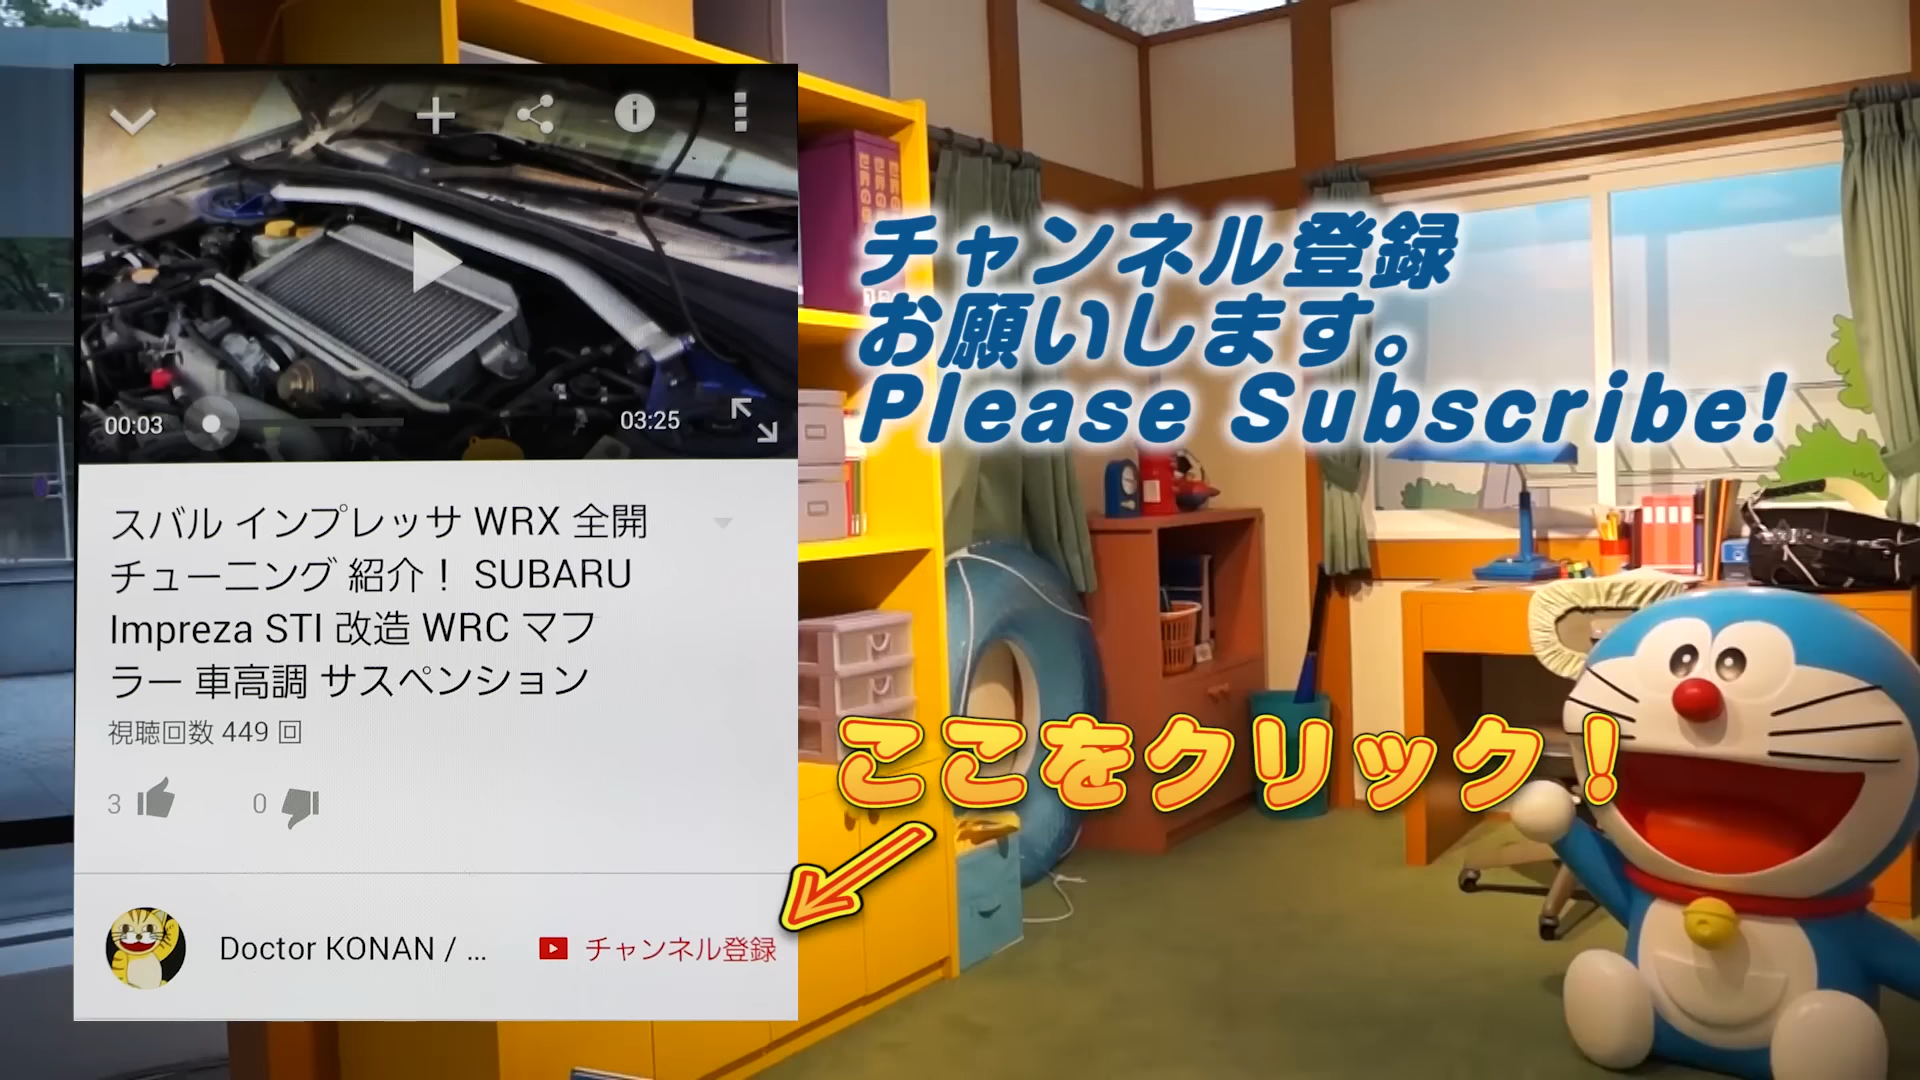 00:03
03:25
スバル インプレッサ WRX 全開
チューニング 紹介！ SUBARU
Impreza STI 改造 WRC マフ
ラー 車高調 サスペンション
視聴回数 449 回
3
0
Doctor KONAN / ...
チャンネル登録
チャンネル登録
お願いします。
Please Subscribe!
ここをクリック！